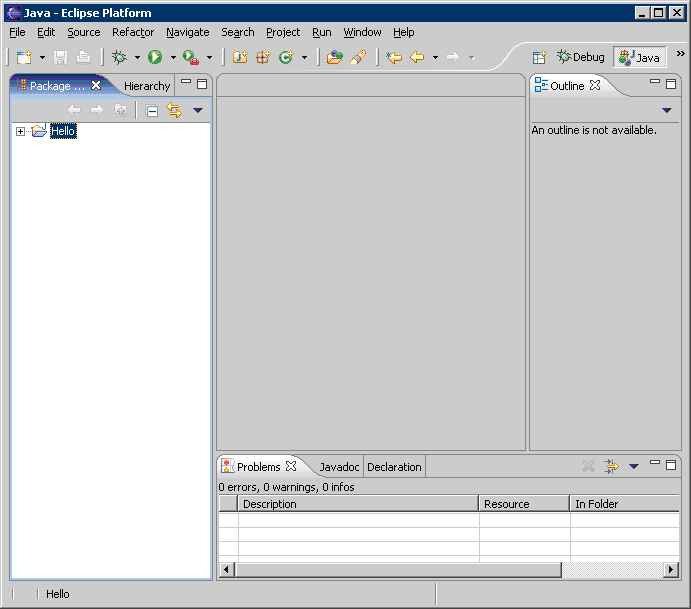 Java - Eclipse Platform
File Edit Source Refactor Navigate Search Project Run Window Help
Debug Java »
Package ... Hierarchy
Outline
Hello
An outline is not available.
Problems Javadoc Declaration
0 errors, 0 warnings, 0 infos
Description Resource In Folder
Hello